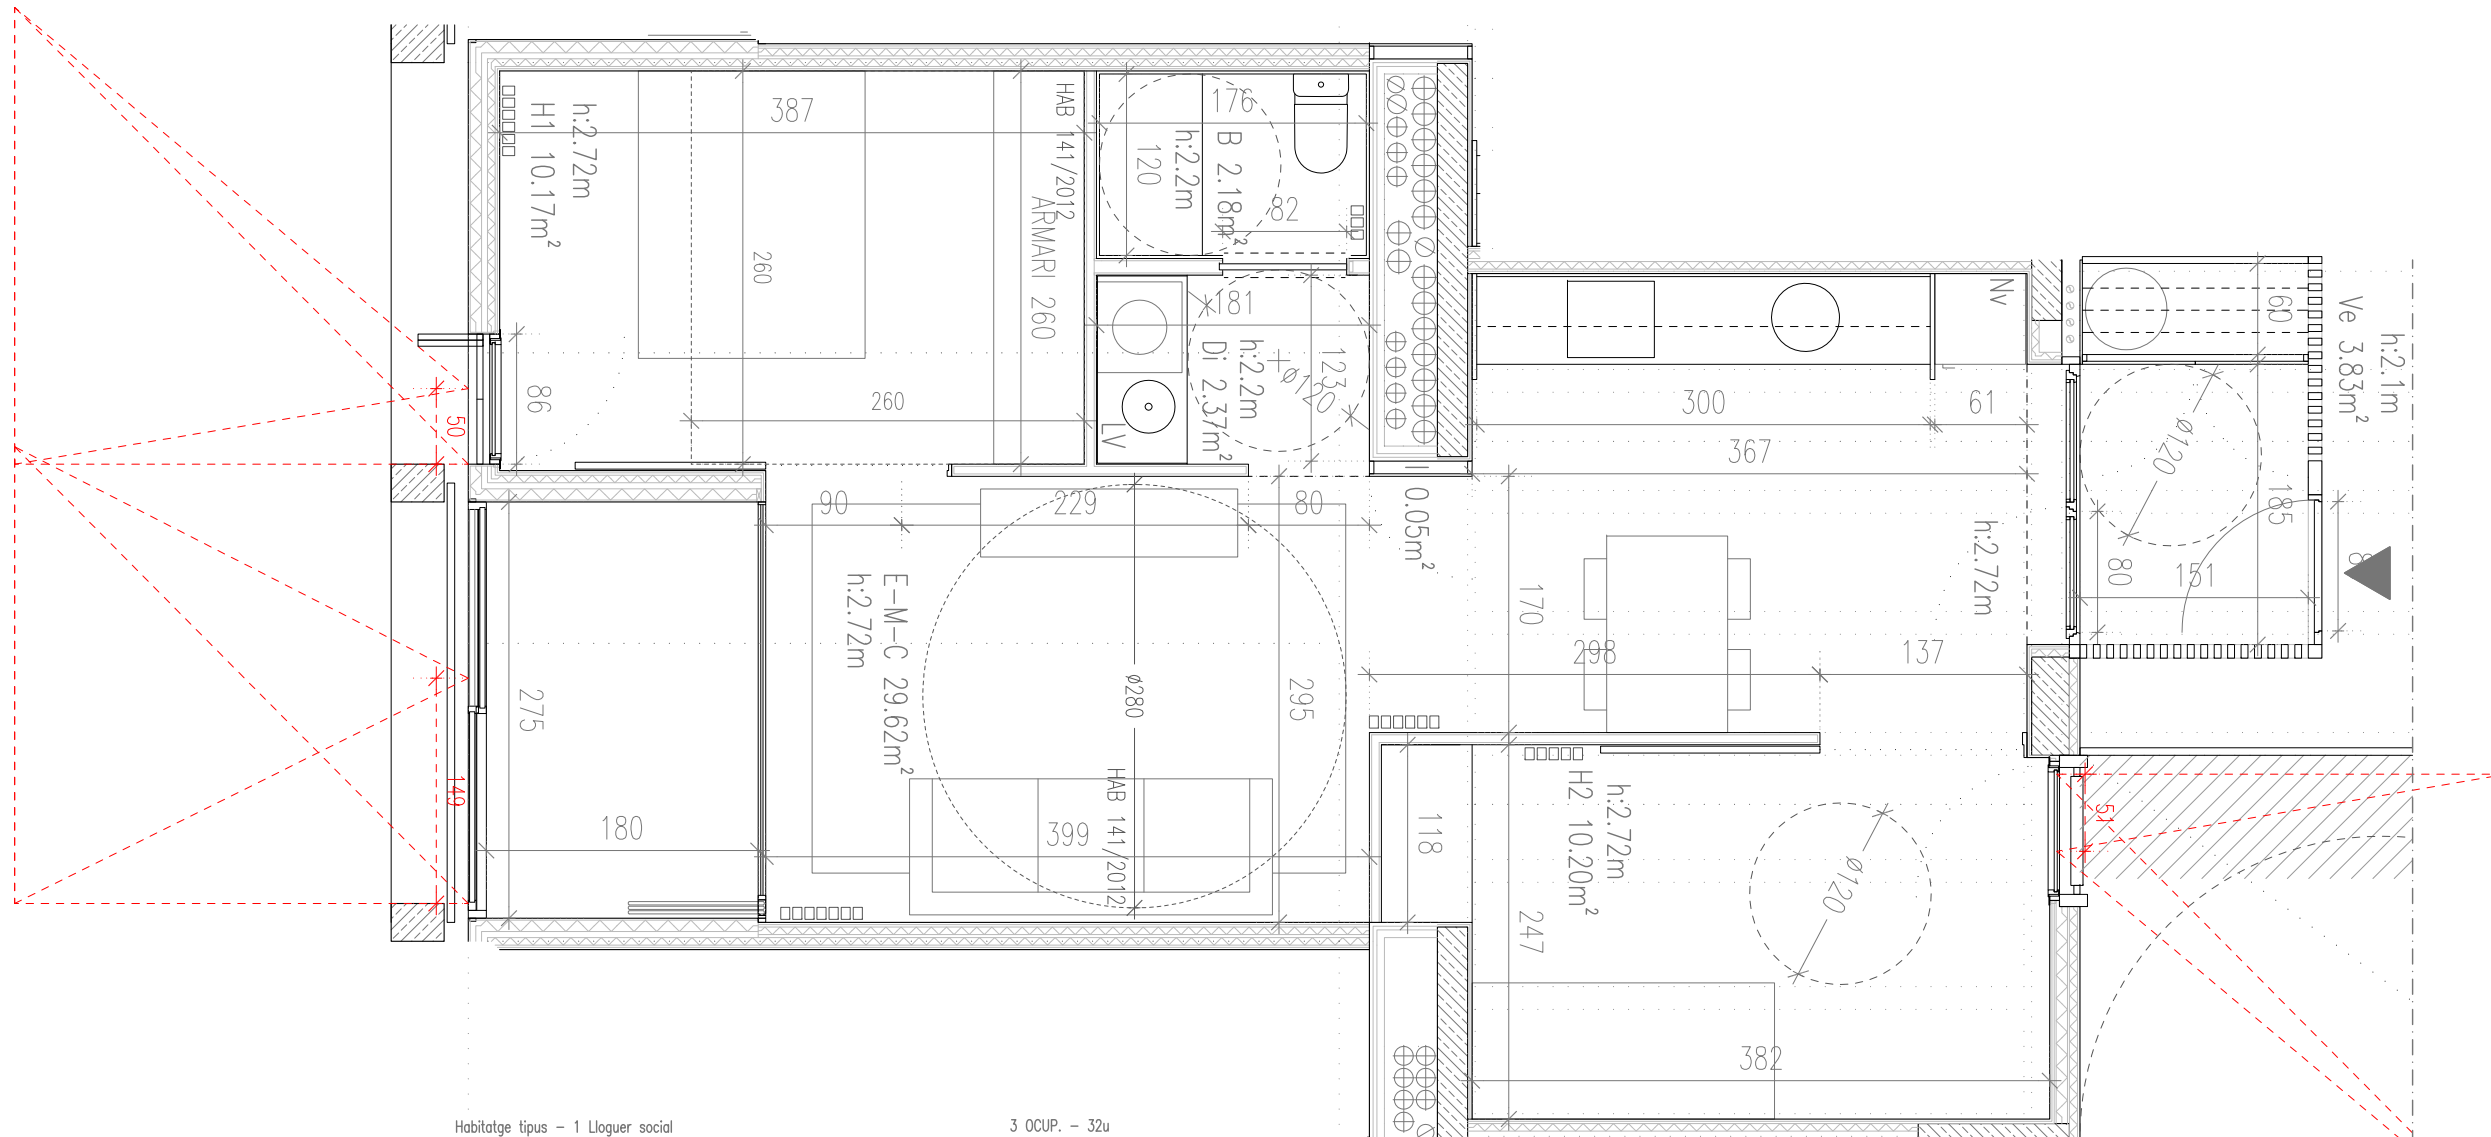 387
176
HAB 141/2012
h:2.72m
H1 10.17m²
B 2.18m²
h:2.2m
120
82
ARMARI 260
260
260
181
Di 2.37m²
h:2.2m
123
ø120
LV
86
50
Nv
300
61
367
60
Ve 3.83m²
h:2.1m
ø120
185
80
151
90
229
80
0.05m²
h:2.72m
170
298
137
E-M-C 29.62m²
h:2.72m
ø280
295
275
149
180
399
HAB 141/2012
118
H2 10.20m²
h:2.72m
ø120
51
247
382
Habitatge tipus - 1 Lloguer social
3 OCUP. - 32u